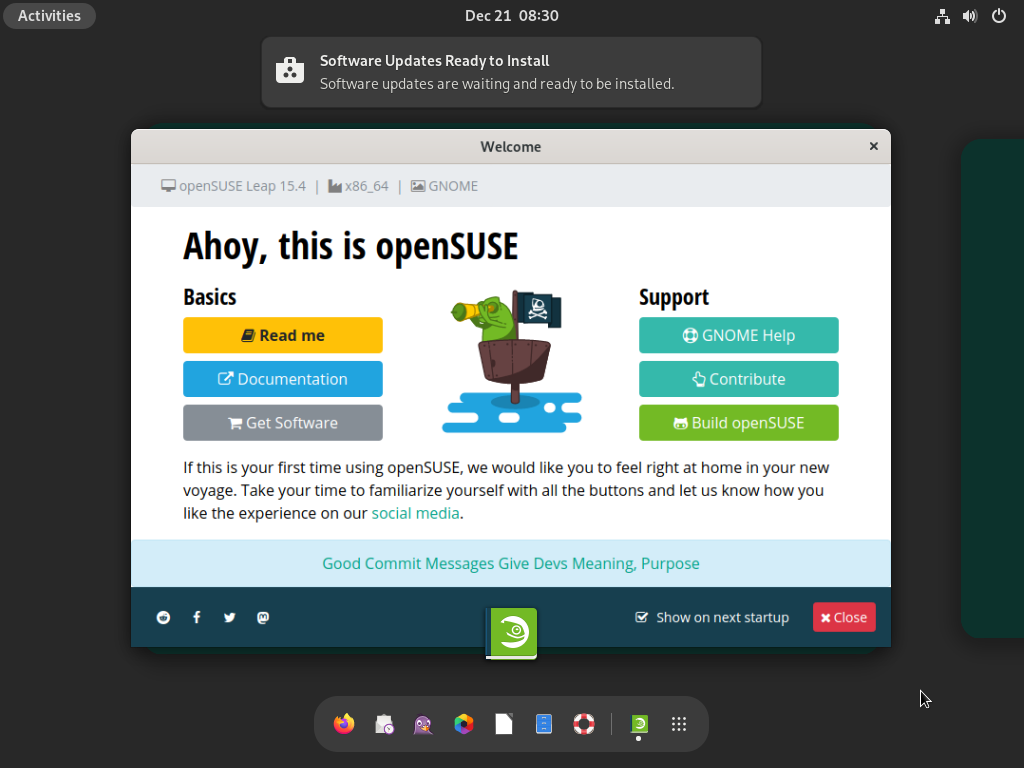 Activities
Dec 21 08:30
Software Updates Ready to Install
Software updates are waiting and ready to be installed.
Welcome
openSUSE Leap 15.4 | x86_64 | GNOME
Ahoy, this is openSUSE
Basics
Support
Read me
GNOME Help
Documentation
Contribute
Get Software
Build openSUSE
If this is your first time using openSUSE, we would like you to feel right at home in your new
voyage. Take your time to familiarize yourself with all the buttons and let us know how you
like the experience on our social media.
Good Commit Messages Give Devs Meaning, Purpose
Show on next startup
Close